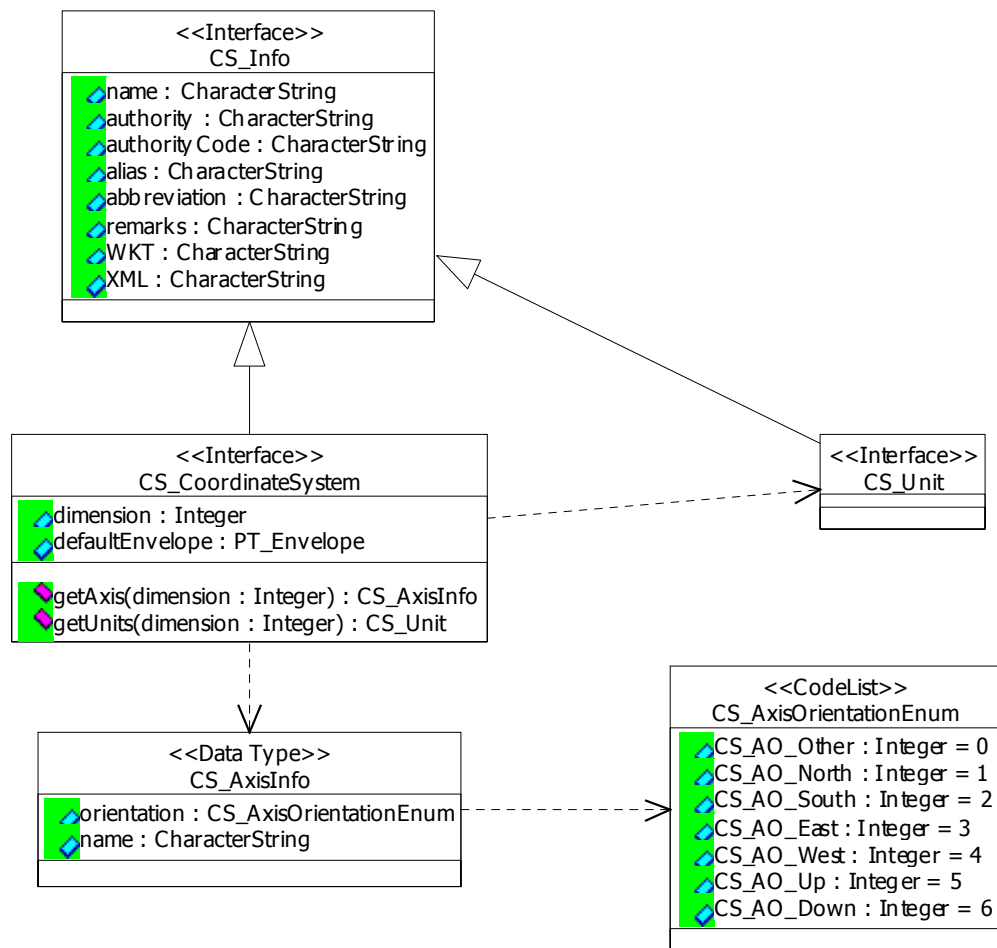 <<Interface>>
CS_Info
name : CharacterString
authority : CharacterString
authorityCode : CharacterString
alias : CharacterString
abbreviation : CharacterString
remarks : CharacterString
WKT : CharacterString
XML : CharacterString
<<Interface>>
CS_CoordinateSystem
dimension : Integer
defaultEnvelope : PT_Envelope
getAxis(dimension : Integer) : CS_AxisInfo
getUnits(dimension : Integer) : CS_Unit
<<Interface>>
CS_Unit
<<Data Type>>
CS_AxisInfo
orientation : CS_AxisOrientationEnum
name : CharacterString
<<CodeList>>
CS_AxisOrientationEnum
CS_AO_Other : Integer = 0
CS_AO_North : Integer = 1
CS_AO_South : Integer = 2
CS_AO_East : Integer = 3
CS_AO_West : Integer = 4
CS_AO_Up : Integer = 5
CS_AO_Down : Integer = 6